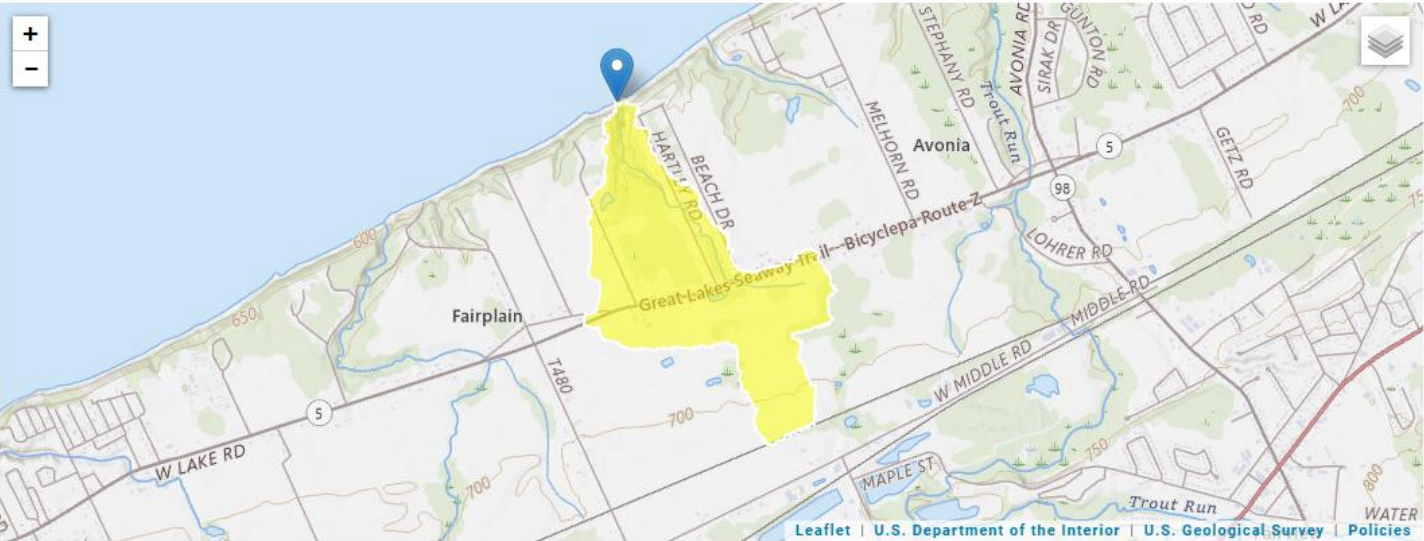 +
−
STEPHANY RD
AVONIA RD
SIRAK DR
GUNTON RD
Trout Run
MELHORN RD
700
Avonia
5
GETZ RD
98
BEACH DR
RD
Great Lakes Seaway Trail--Bicyclepa Route Z
LOHRER RD
600
650
Fairplain
MIDDLE RD
W MIDDLE RD
T480
700
5
W LAKE RD
700
750
MAPLE ST
800
Trout Run
WATER
Leaflet | U.S. Department of the Interior | U.S. Geological Survey | Policies